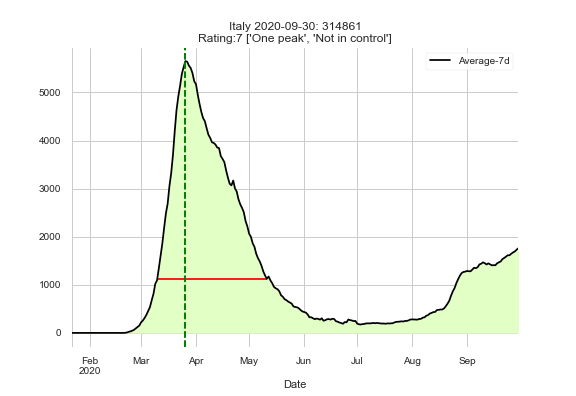 Italy 2020-09-30: 314861
Rating:7 ['One peak', 'Not in control']
Average-7d
5000
4000
3000
2000
1000
0
Feb
2020
Mar
Apr
May
Jun
Jul
Aug
Sep
Date